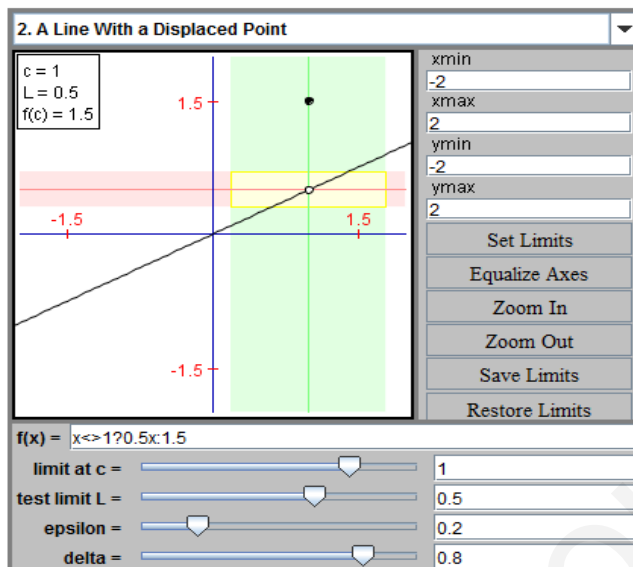 2. A Line With a Displaced Point
c = 1
L = 0.5
f(c) = 1.5
1.5
-1.5
1.5
-1.5
xmin
-2
xmax
2
ymin
-2
ymax
2
Set Limits
Equalize Axes
Zoom In
Zoom Out
Save Limits
Restore Limits
f(x) = x<>1?0.5x:1.5
limit at c = 1
test limit L = 0.5
epsilon = 0.2
delta = 0.8